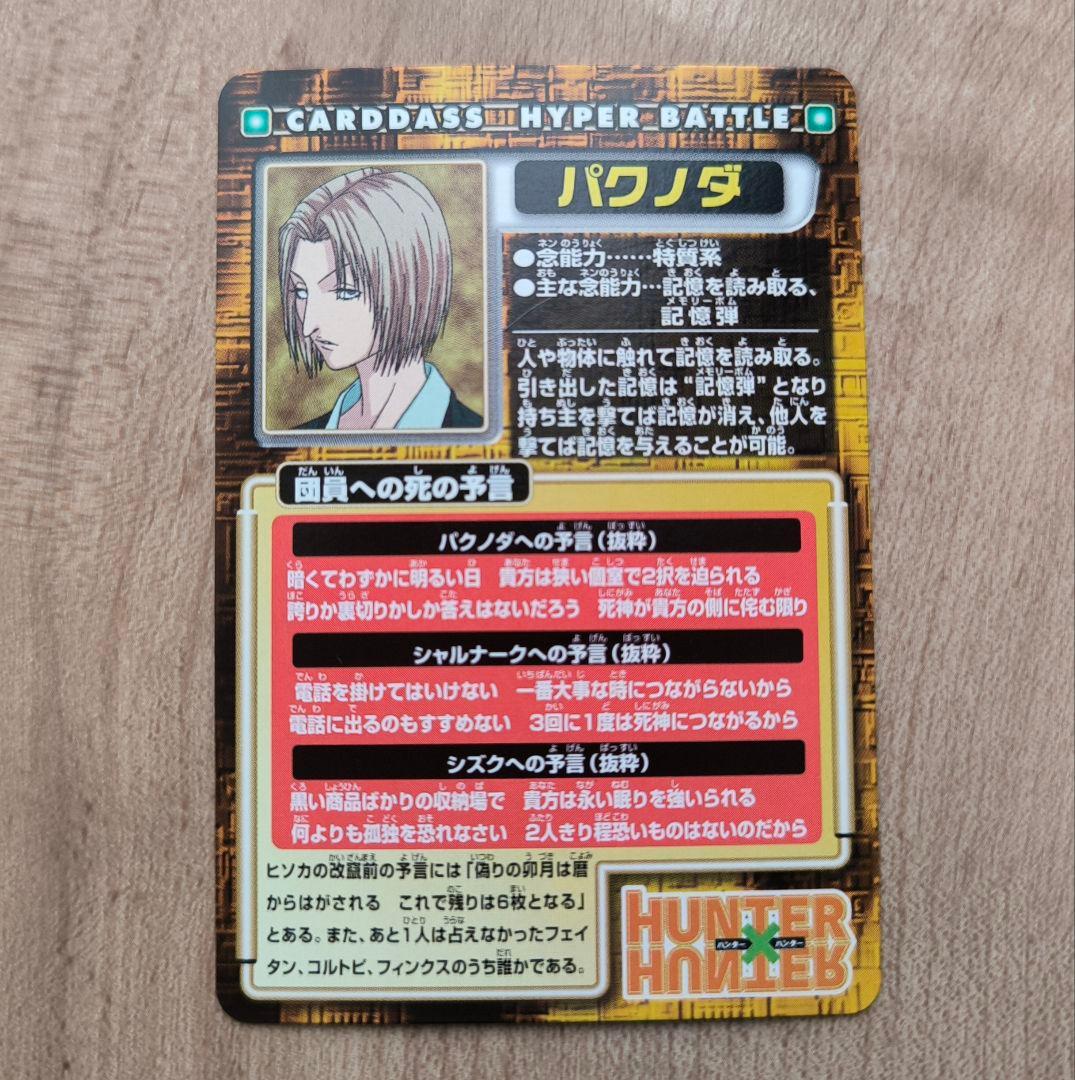 CARDDASS HYPER BATTLE
パクノダ
●念能力……特質系
●主な念能力…記憶を読み取る、
記憶弾
人や物体に触れて記憶を読み取る。
引き出した記憶は“記憶弾”となり
持ち主を撃てば記憶が消え、他人を
撃てば記憶を与えることが可能。
団員への死の予言
パクノダへの予言(抜粋)
暗くてわずかに明るい日　貴方は狭い個室で2択を迫られる
誇りか裏切りかしか答えはないだろう　死神が貴方の側に侘む限り
シャルナークへの予言(抜粋)
電話を掛けてはいけない　一番大事な時につながらないから
電話に出るのもすすめない　3回に1度は死神につながるから
シズクへの予言(抜粋)
黒い商品ばかりの収納場で　貴方は永い眠りを強いられる
何よりも孤独を恐れなさい　2人きり程恐いものはないのだから
ヒソカの改竄前の予言には「偽りの卯月は暦
からはがされる　これで残りは6枚となる」
とある。また、あと1人は占えなかったフェイ
タン、コルトピ、フィンクスのうち誰かである。
HUNTER
ハンター×ハンター
HUNTER